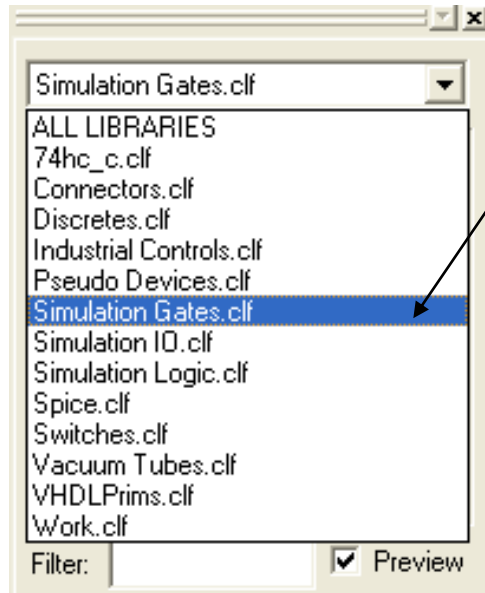 Simulation Gates.clf
ALL LIBRARIES
74hc_c.clf
Connectors.clf
Discretes.clf
Industrial Controls.clf
Pseudo Devices.clf
Simulation Gates.clf
Simulation IO.clf
Simulation Logic.clf
Spice.clf
Switches.clf
Vacuum Tubes.clf
VHDLPrims.clf
Work.clf
Filter: Preview